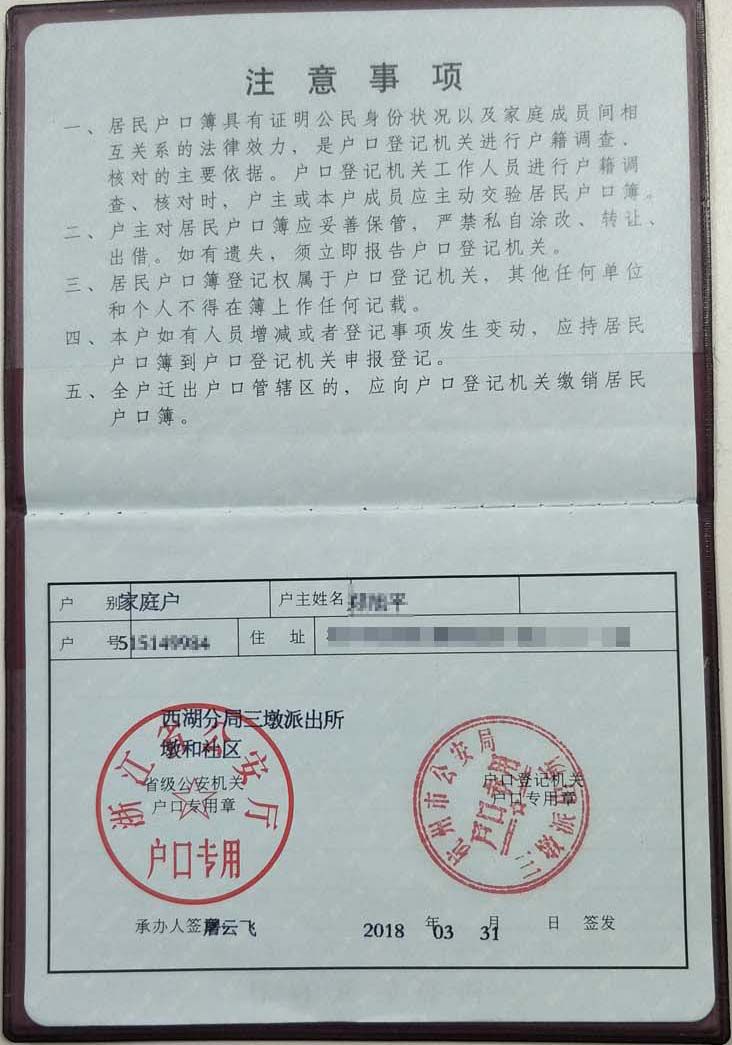 注意事项
一、居民户口簿具有证明公民身份状况以及家庭成员间相
互关系的法律效力，是户口登记机关进行户籍调查、
核对的主要依据。户口登记机关工作人员进行户籍调
查、核对时，户主或本户成员应主动交验居民户口簿。
二、户主对居民户口簿应妥善保管，严禁私自涂改、转让、
出借。如有遗失，须立即报告户口登记机关。
三、居民户口簿登记权属于户口登记机关，其他任何单位
和个人不得在簿上作任何记载。
四、本户如有人员增减或者登记事项发生变动，应持居民
户口簿到户口登记机关申报登记。
五、全户迁出户口管辖区的，应向户口登记机关缴销居民
户口簿。
户 别 家庭户 户主姓名
户 号 515149984 住 址
西湖分局三墩派出所
墩和社区
浙江省公安厅
省级公安机关
户口专用章
户口专用
杭州市公安局 三墩派出所
户口登记机关
户口专用章
户口专用
承办人签章 屠云飞 2018 年 03 月 31 日 签发